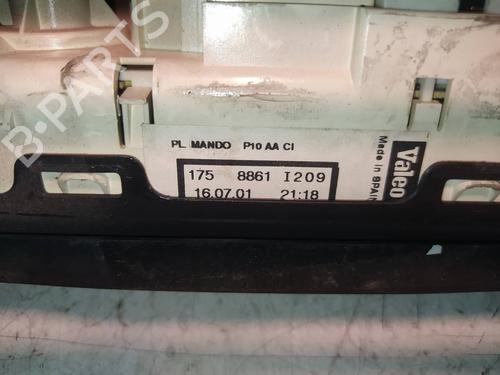 B-PARTS
PL. MANDO P10 AA CI
175 8861 I209
16.07.01 21:18
Valeo
Made in SPAIN